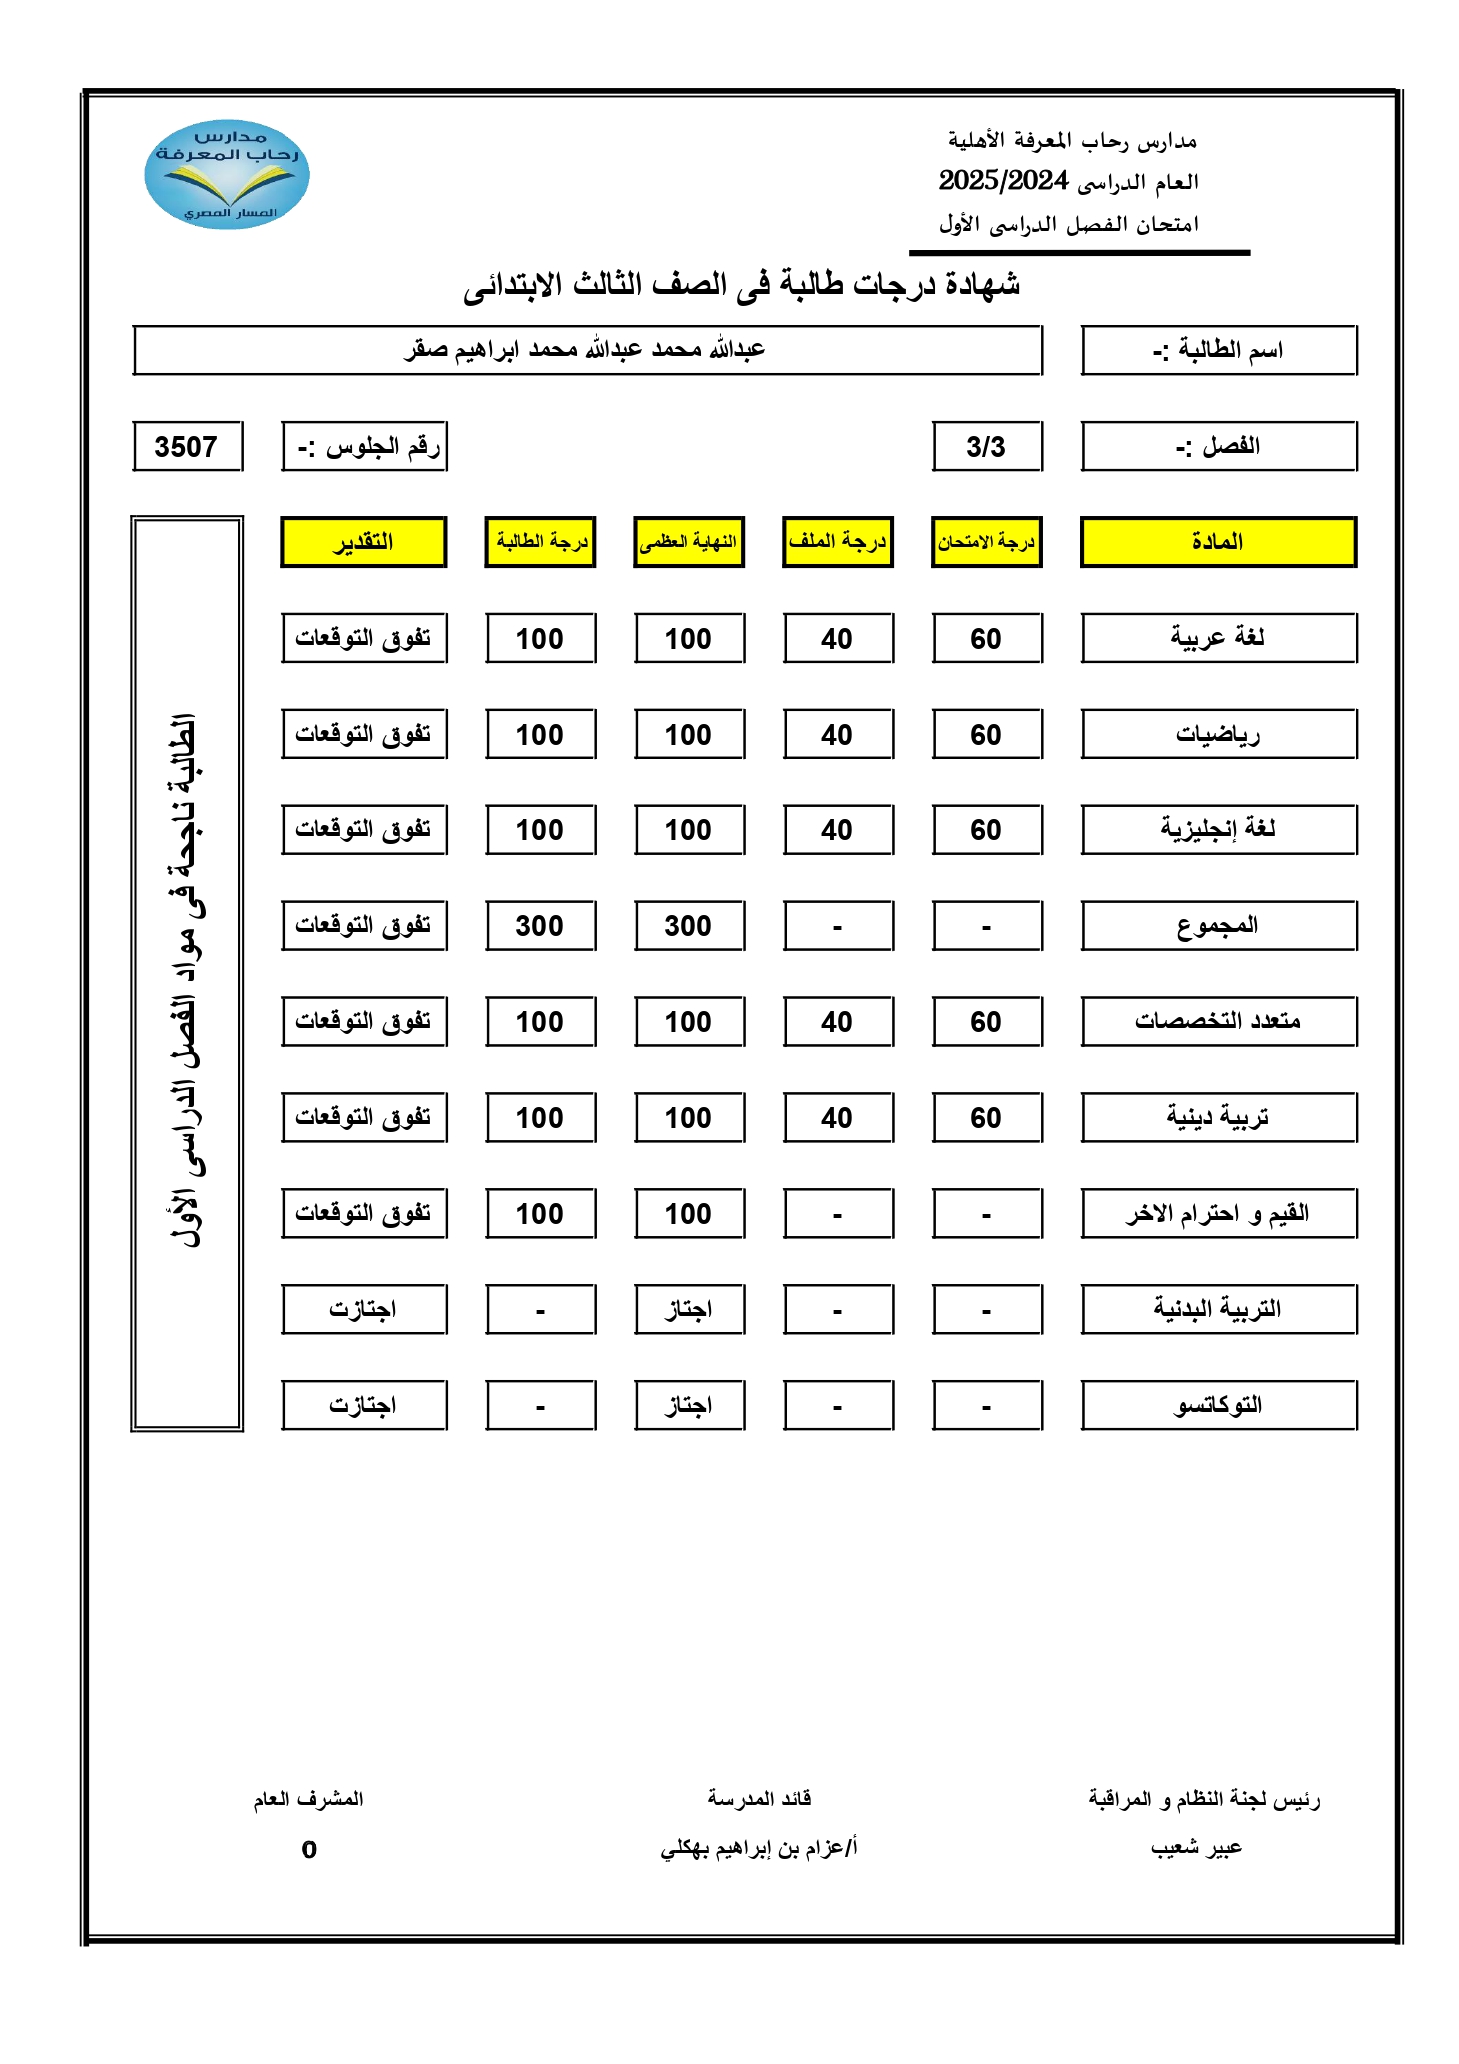 مدارس رحاب المعرفة الأهلية
العام الدراسى 2025/2024
امتحان الفصل الدراسى الأول
مدارس
رحاب المعرفة
المسار المصري
شهادة درجات طالبة فى الصف الثالث الابتدائى
اسم الطالبة :- عبدالله محمد عبدالله محمد ابراهيم صقر
الفصل :- 3/3 رقم الجلوس :- 3507
المادة درجة الامتحان درجة الملف النهاية العظمى درجة الطالبة التقدير
لغة عربية 60 40 100 100 تفوق التوقعات
رياضيات 60 40 100 100 تفوق التوقعات
لغة إنجليزية 60 40 100 100 تفوق التوقعات
المجموع - - 300 300 تفوق التوقعات
متعدد التخصصات 60 40 100 100 تفوق التوقعات
تربية دينية 60 40 100 100 تفوق التوقعات
القيم و احترام الاخر - - 100 100 تفوق التوقعات
التربية البدنية - - اجتاز - اجتازت
التوكاتسو - - اجتاز - اجتازت
الطالبة ناجحة فى مواد الفصل الدراسى الأول
رئيس لجنة النظام و المراقبة قائد المدرسة المشرف العام
عبير شعيب أ/عزام بن إبراهيم بهكلي 0